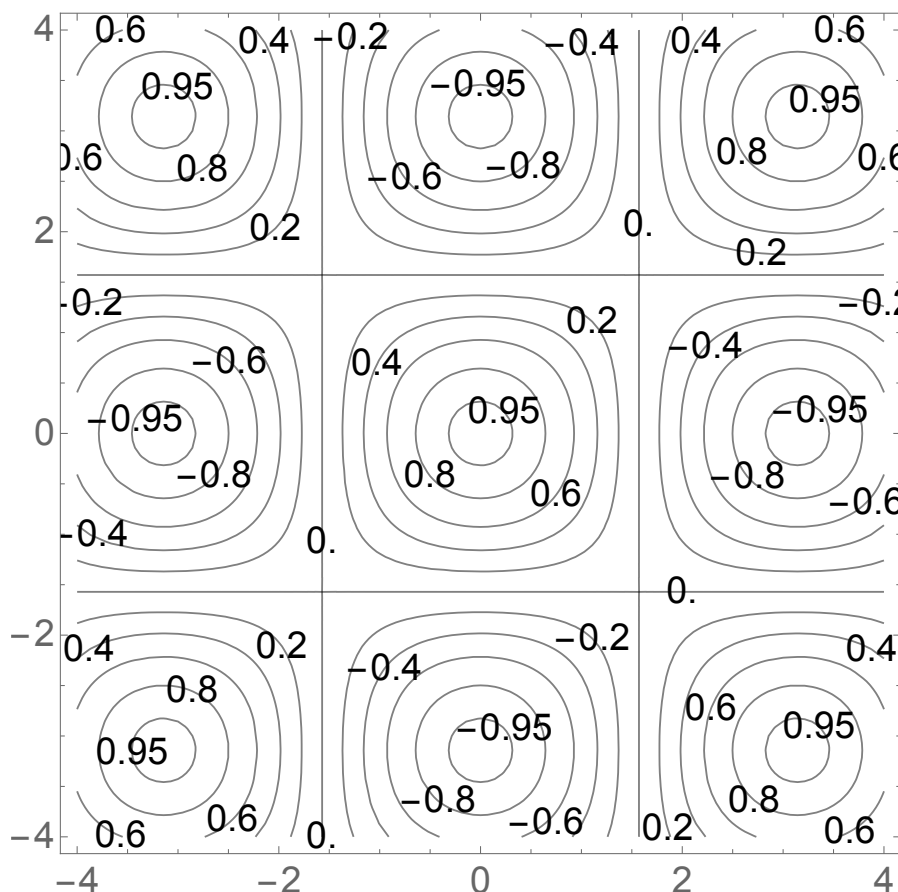 4 0.6 0.4 −0.2 −0.4 0.4 0.6
0.95 −0.95 0.95
0.6 0.8 −0.6 −0.8 0.8 0.6
2 0.2 0. 0.2
−0.2 0.2 −0.2
−0.6 0.4 −0.4
0 −0.95 0.95 −0.95
−0.8 0.8 0.6 −0.8 −0.6
−0.4 0. 0.
−2 0.4 0.2 −0.4 −0.2 0.4
0.8 0.6
0.95 −0.95 0.95
−0.8 0.8
−4 0.6 0.6 0. −0.6 0.2 0.6
−4 −2 0 2 4